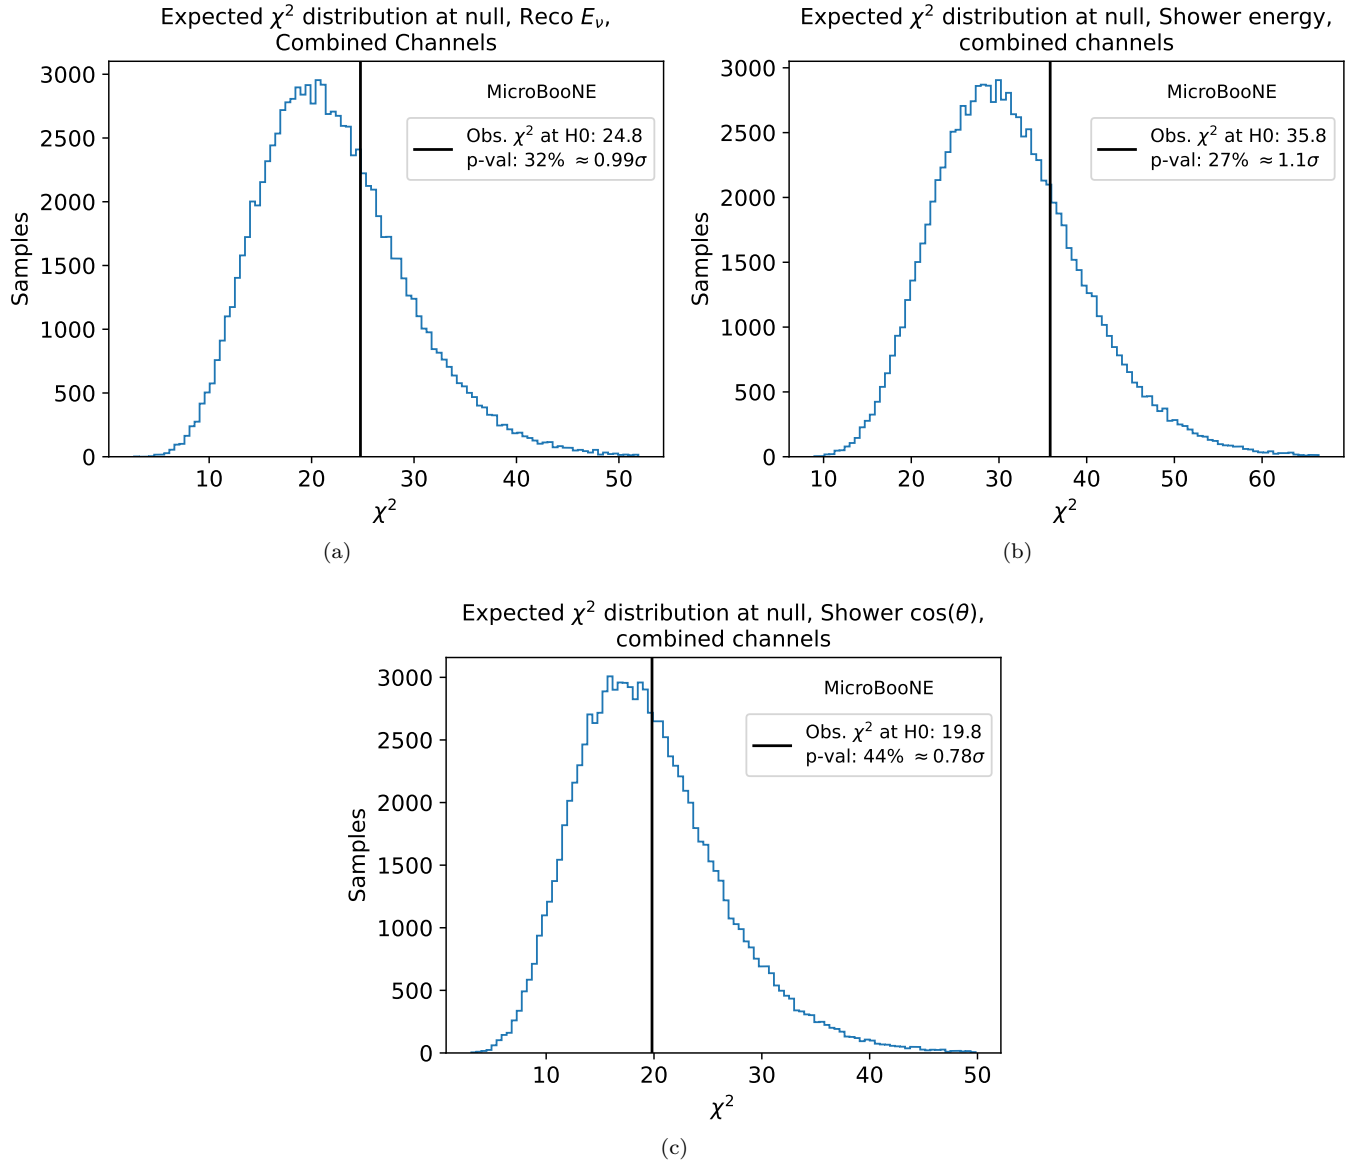 Expected χ² distribution at null, Reco Eν,
Combined Channels
3000
2500
2000
1500
1000
500
0
Samples
MicroBooNE
Obs. χ² at H0: 24.8
p-val: 32% ≈0.99σ
10 20 30 40 50
χ²
(a)
Expected χ² distribution at null, Shower energy,
combined channels
3000
2500
2000
1500
1000
500
0
Samples
MicroBooNE
Obs. χ² at H0: 35.8
p-val: 27% ≈1.1σ
10 20 30 40 50 60
χ²
(b)
Expected χ² distribution at null, Shower cos(θ),
combined channels
3000
2500
2000
1500
1000
500
0
Samples
MicroBooNE
Obs. χ² at H0: 19.8
p-val: 44% ≈0.78σ
10 20 30 40 50
χ²
(c)